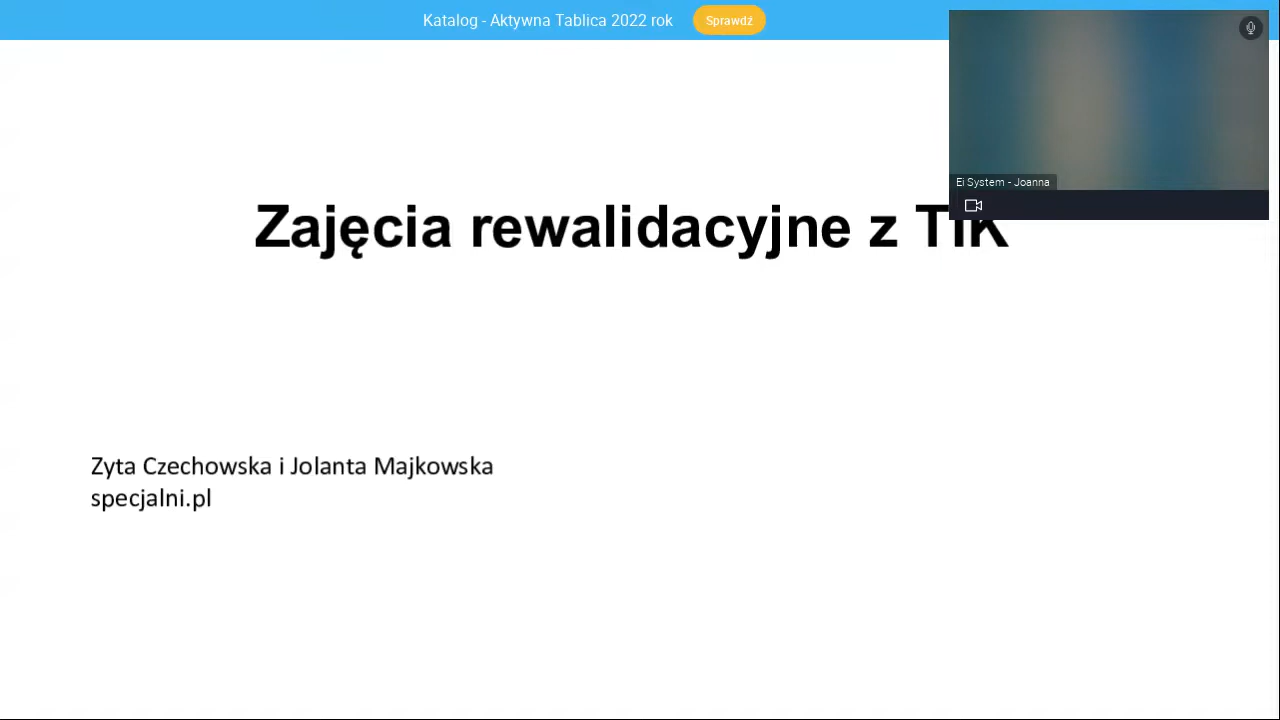 Katalog - Aktywna Tablica 2022 rok
Sprawdź
Ei System - Joanna
Zajęcia rewalidacyjne z TIK
Zyta Czechowska i Jolanta Majkowska
specjalni.pl